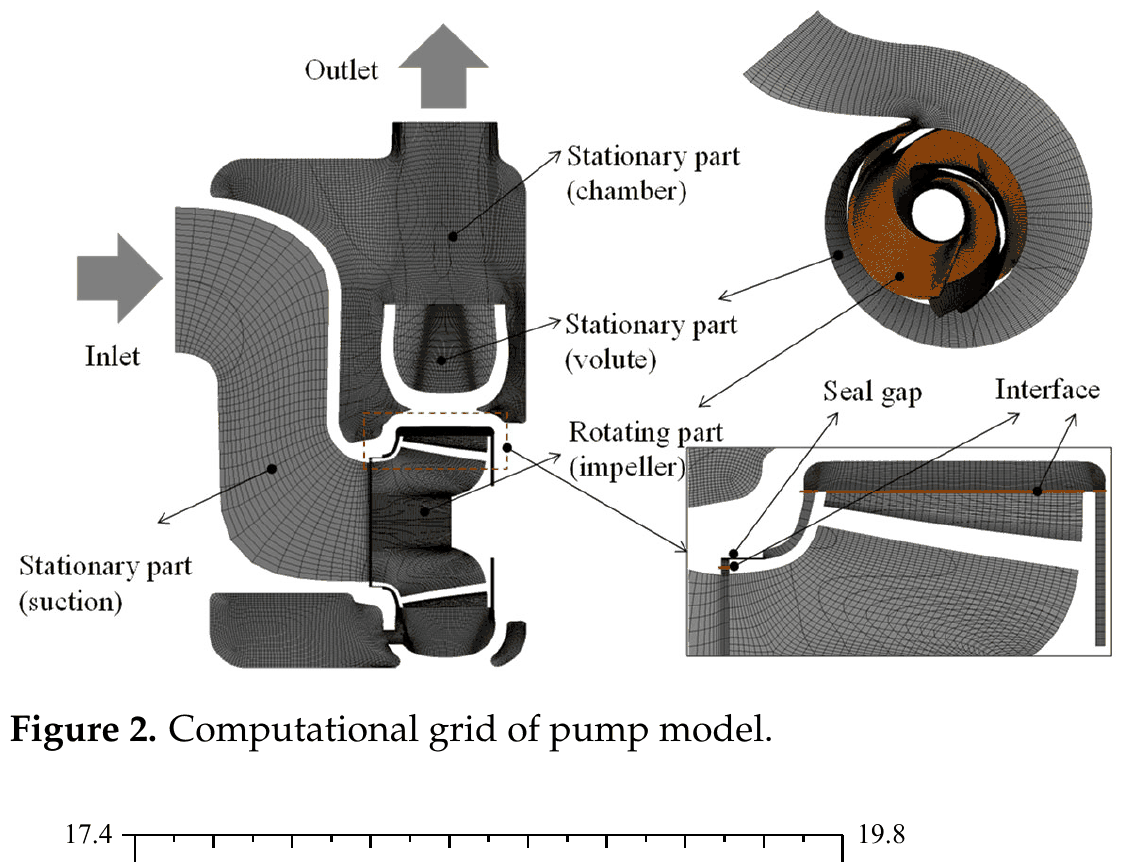 Outlet
Stationary part
(chamber)
Inlet
Stationary part
(volute)
Seal gap
Interface
Rotating part
(impeller)
Stationary part
(suction)
Figure 2. Computational grid of pump model.
17.4
19.8